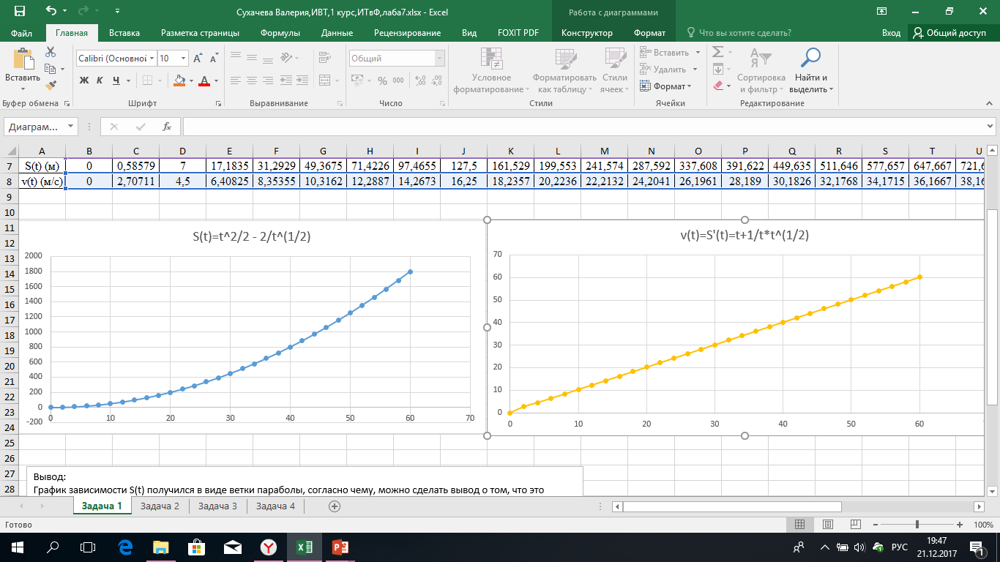 Сухачева Валерия,ИВТ,1 курс,ИТвФ,лаба7.xlsx - Excel
Работа с диаграммами
Файл Главная Вставка Разметка страницы Формулы Данные Рецензирование Вид FOXIT PDF Конструктор Формат Что вы хотите сделать? Вход Общий доступ
Вставить
Calibri (Основной 10
Ж К Ч
Общий
% 000
Условное форматирование
Форматировать как таблицу
Стили ячеек
Вставить
Удалить
Формат
Сортировка и фильтр
Найти и выделить
Буфер обмена Шрифт Выравнивание Число Стили Ячейки Редактирование
Диаграм... fx
A B C D E F G H I J K L M N O P Q R S T U
7 S(t) (м) 0 0,58579 7 17,1835 31,2929 49,3675 71,4226 97,4655 127,5 161,529 199,553 241,574 287,592 337,608 391,622 449,635 511,646 577,657 647,667 721,6
8 v(t) (м/с) 0 2,70711 4,5 6,40825 8,35355 10,3162 12,2887 14,2673 16,25 18,2357 20,2236 22,2132 24,2041 26,1961 28,189 30,1826 32,1768 34,1715 36,1667 38,16
9
10
11
12
13
14
15
16
17
18
19
20
21
22
23
24
25
26
27
28
S(t)=t^2/2 - 2/t^(1/2)
2000
1800
1600
1400
1200
1000
800
600
400
200
0
-200
0 10 20 30 40 50 60 70
v(t)=S'(t)=t+1/t*t^(1/2)
70
60
50
40
30
20
10
0
0 10 20 30 40 50 60
Вывод:
График зависимости S(t) получился в виде ветки параболы, согласно чему, можно сделать вывод о том, что это
Задача 1 Задача 2 Задача 3 Задача 4
Готово
100%
РУС
19:47
21.12.2017
1